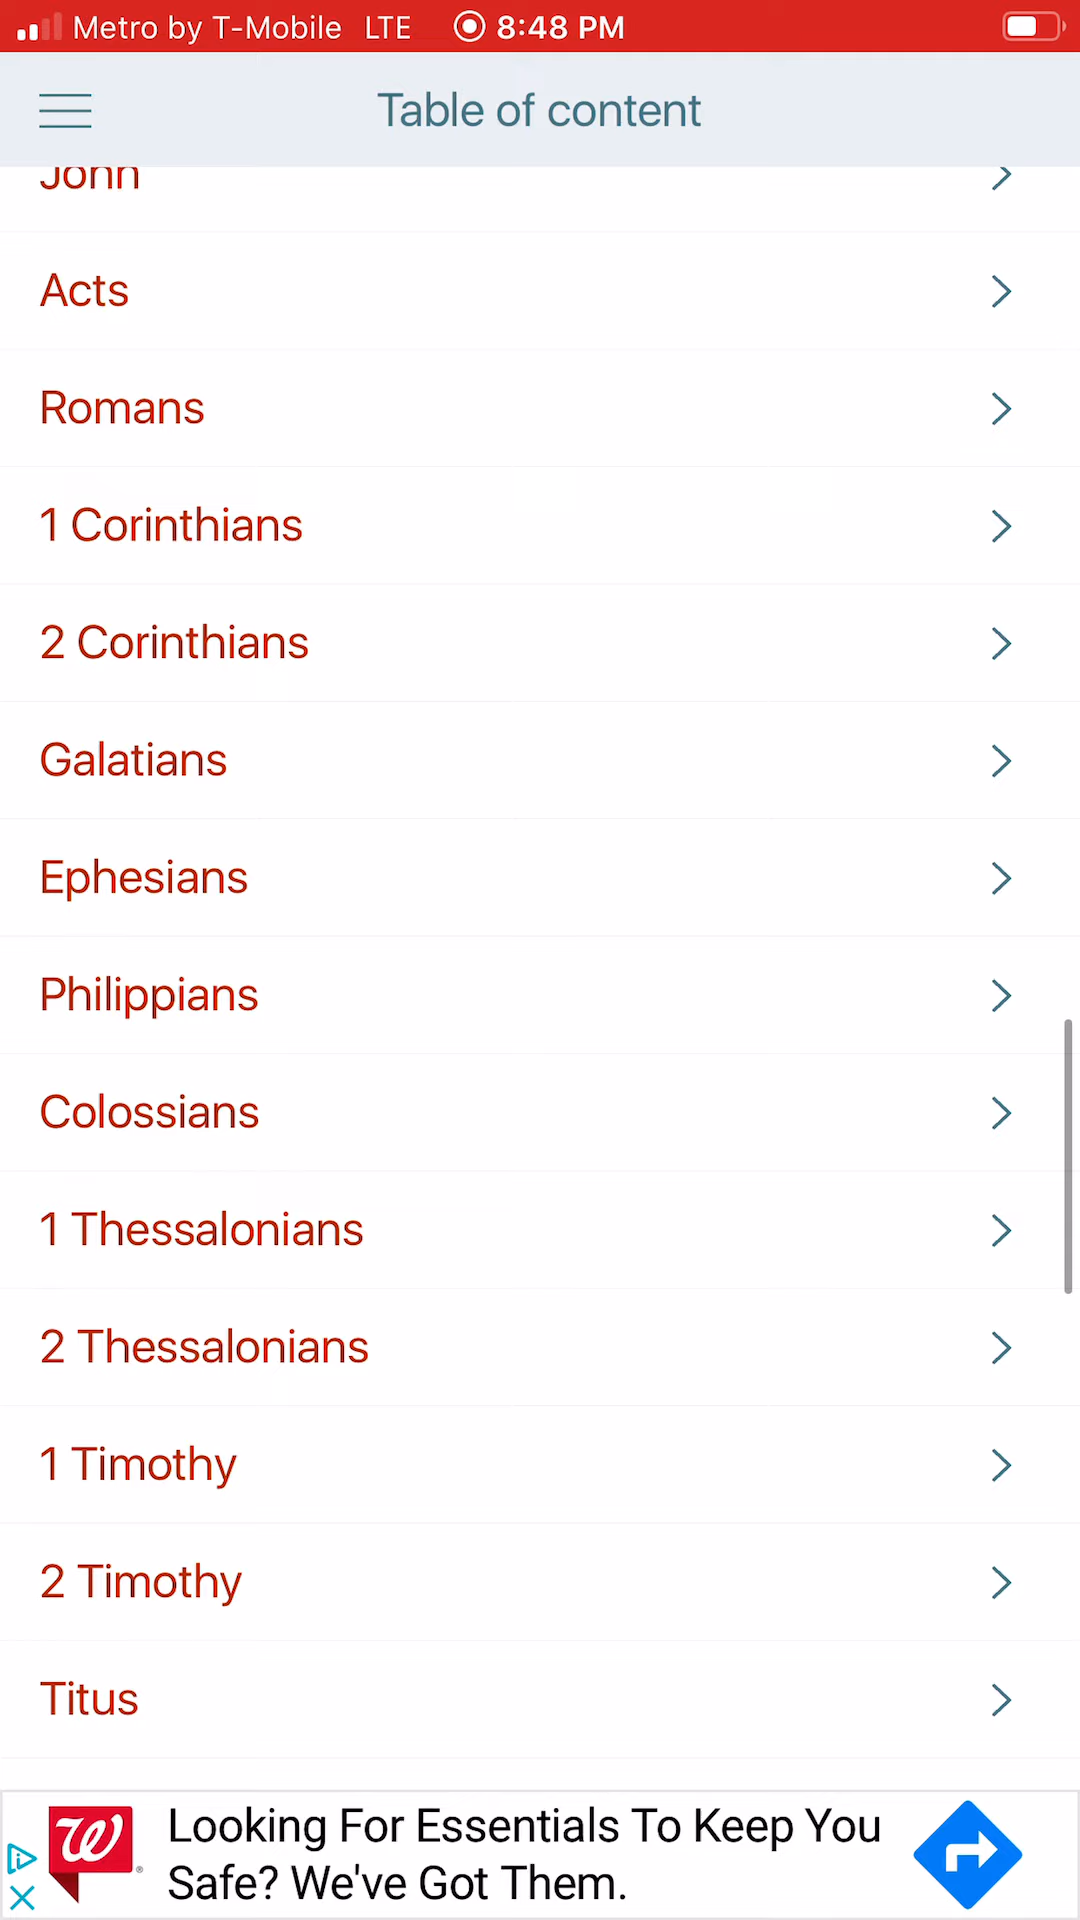 Metro by T-Mobile LTE 8:48 PM
Table of content
John
Acts
Romans
1 Corinthians
2 Corinthians
Galatians
Ephesians
Philippians
Colossians
1 Thessalonians
2 Thessalonians
1 Timothy
2 Timothy
Titus
W
Looking For Essentials To Keep You
Safe? We've Got Them.